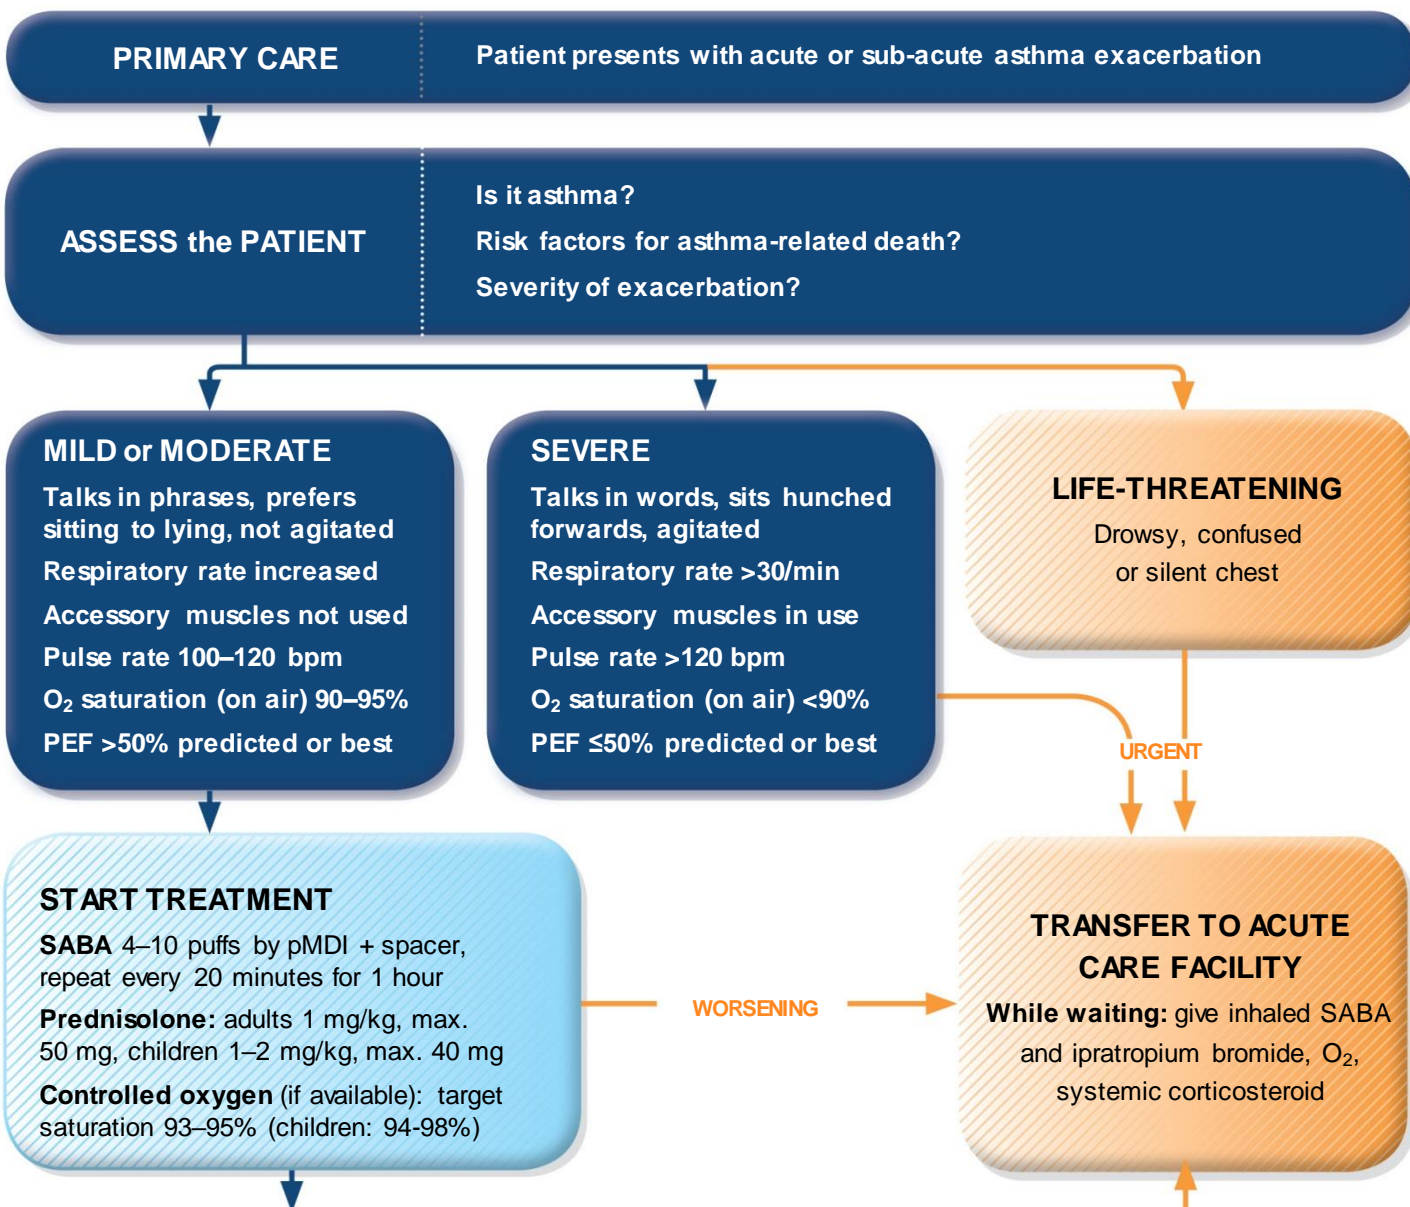 PRIMARY CARE
Patient presents with acute or sub-acute asthma exacerbation
ASSESS the PATIENT
Is it asthma?
Risk factors for asthma-related death?
Severity of exacerbation?
MILD or MODERATE
Talks in phrases, prefers
sitting to lying, not agitated
Respiratory rate increased
Accessory muscles not used
Pulse rate 100–120 bpm
O₂ saturation (on air) 90–95%
PEF >50% predicted or best
SEVERE
Talks in words, sits hunched
forwards, agitated
Respiratory rate >30/min
Accessory muscles in use
Pulse rate >120 bpm
O₂ saturation (on air) <90%
PEF ≤50% predicted or best
LIFE-THREATENING
Drowsy, confused
or silent chest
URGENT
START TREATMENT
SABA 4–10 puffs by pMDI + spacer,
repeat every 20 minutes for 1 hour
Prednisolone: adults 1 mg/kg, max.
50 mg, children 1–2 mg/kg, max. 40 mg
Controlled oxygen (if available): target
saturation 93–95% (children: 94-98%)
WORSENING
TRANSFER TO ACUTE
CARE FACILITY
While waiting: give inhaled SABA
and ipratropium bromide, O₂,
systemic corticosteroid